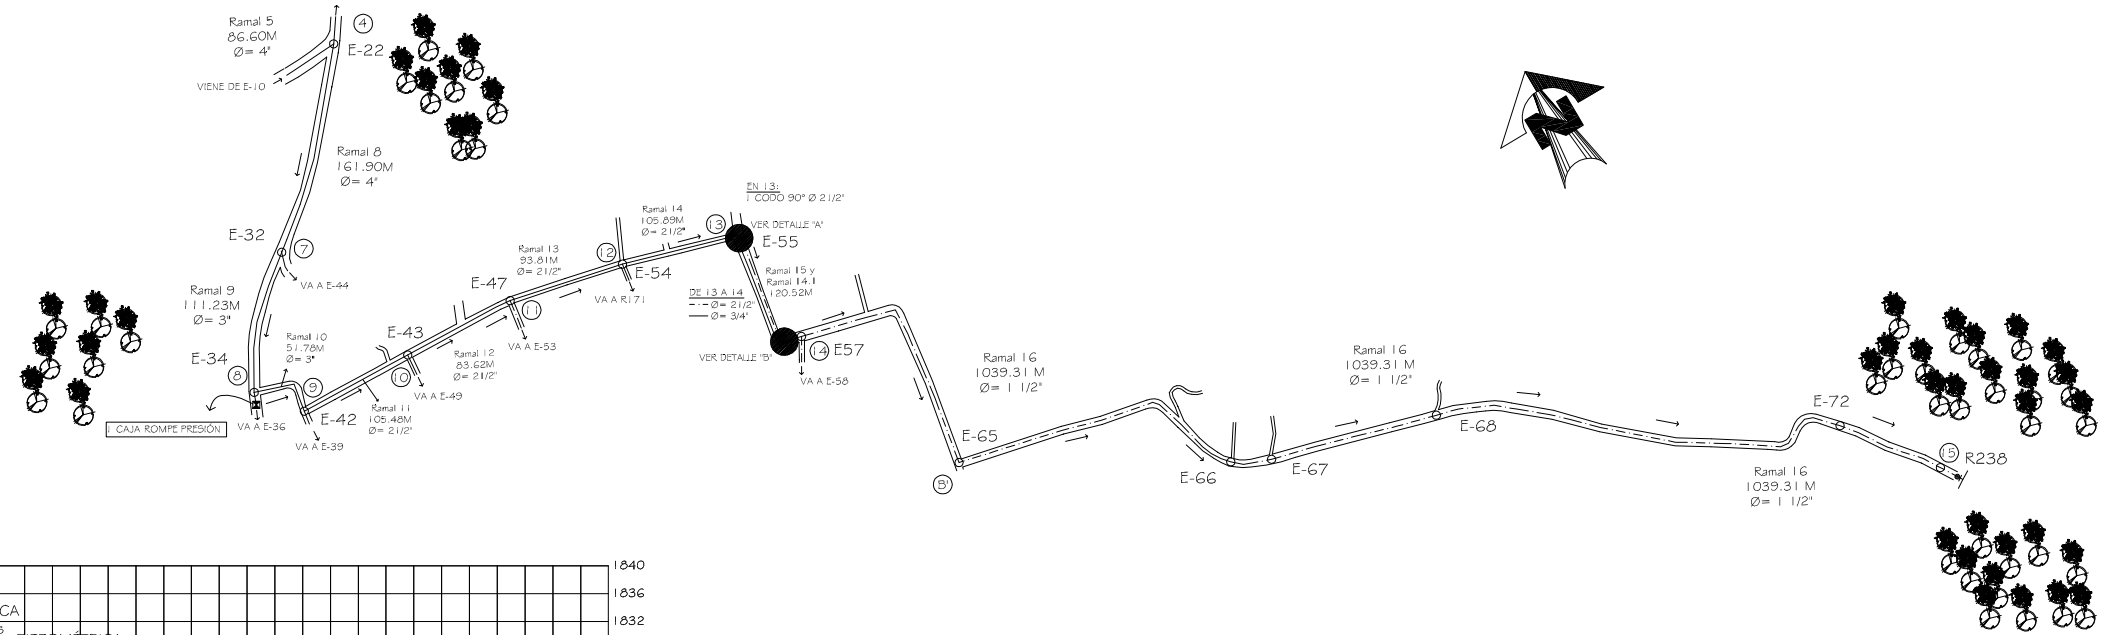 Ramal 5
86.60M
Ø= 4"
4
E-22
VIENE DE E-10
Ramal 8
161.90M
Ø= 4"
E-32
7
VA A E-44
Ramal 9
111.23M
Ø= 3"
E-34
8
Ramal 10
51.78M
Ø= 3"
9
1 CAJA ROMPE PRESIÓN
VA A E-36
E-42
VA A E-39
Ramal 11
105.48M
Ø= 21/2"
E-43
10
VA A E-49
Ramal 12
83.62M
Ø= 21/2"
E-47
11
VA A E-53
Ramal 13
93.81M
Ø= 21/2"
12
E-54
VA A R171
Ramal 14
105.89M
Ø= 21/2"
13
EN 13:
1 CODO 90° Ø 21/2"
VER DETALLE "A"
E-55
Ramal 15 y
Ramal 14.1
120.52M
DE 13 A 14
Ø= 21/2"
Ø= 3/4"
VER DETALLE "B"
14
E57
VA A E-58
Ramal 16
1039.31 M
Ø= 1 1/2"
E-65
B'
E-66
E-67
Ramal 16
1039.31 M
Ø= 1 1/2"
E-68
E-72
Ramal 16
1039.31 M
Ø= 1 1/2"
15
R238
1840
1836
1832
CA